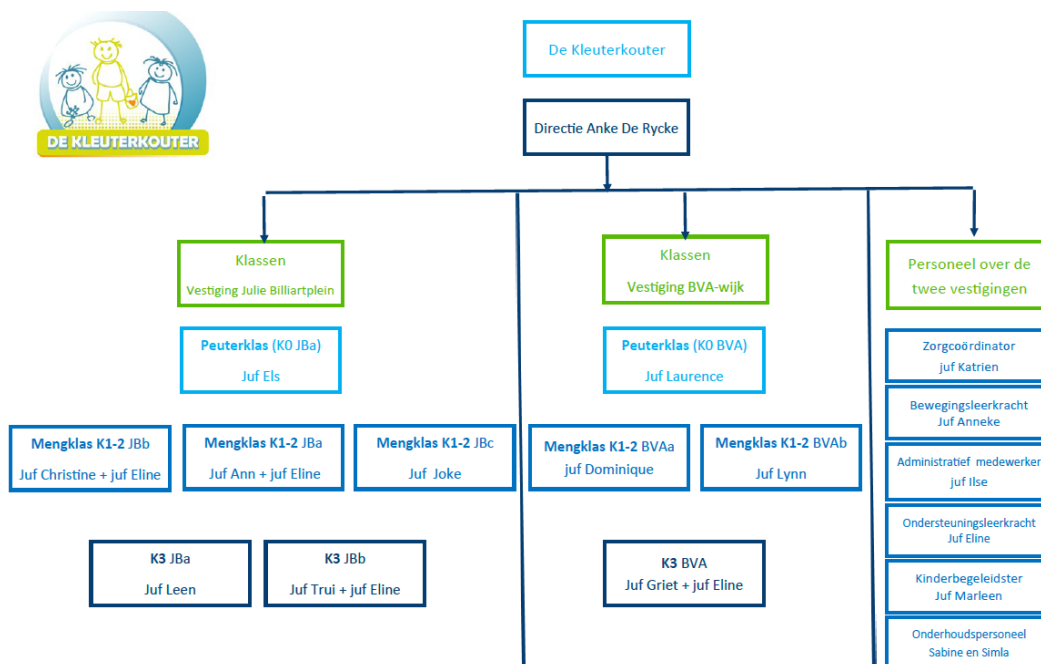 DE KLEUTERKOUTER
De Kleuterkouter
Directie Anke De Rycke
Klassen
Vestiging Julie Billiartplein
Peuterklas (K0 JBa)
Juf Els
Mengklas K1-2 JBb
Juf Christine + juf Eline
Mengklas K1-2 JBa
Juf Ann + juf Eline
Mengklas K1-2 JBc
Juf Joke
K3 JBa
Juf Leen
K3 JBb
Juf Trui + juf Eline
Klassen
Vestiging BVA-wijk
Peuterklas (K0 BVA)
Juf Laurence
Mengklas K1-2 BVAa
juf Dominique
Mengklas K1-2 BVAb
Juf Lynn
K3 BVA
Juf Griet + juf Eline
Personeel over de
twee vestigingen
Zorgcoördinator
juf Katrien
Bewegingsleerkracht
Juf Anneke
Administratief medewerker
juf Ilse
Ondersteuningsleerkracht
Juf Eline
Kinderbegeleidster
Juf Marleen
Onderhoudspersoneel
Sabine en Simla